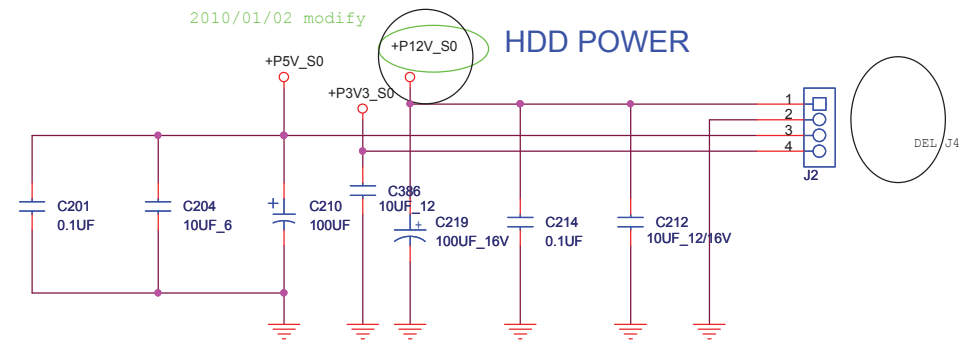 2010/01/02 modify
HDD POWER
+P12V_S0
+P5V_S0
+P3V3_S0
1
2
3
4
J2
DEL J4
C201
0.1UF
C204
10UF_6
C210
100UF
C386
10UF_12
C219
100UF_16V
C214
0.1UF
C212
10UF_12/16V
+
+